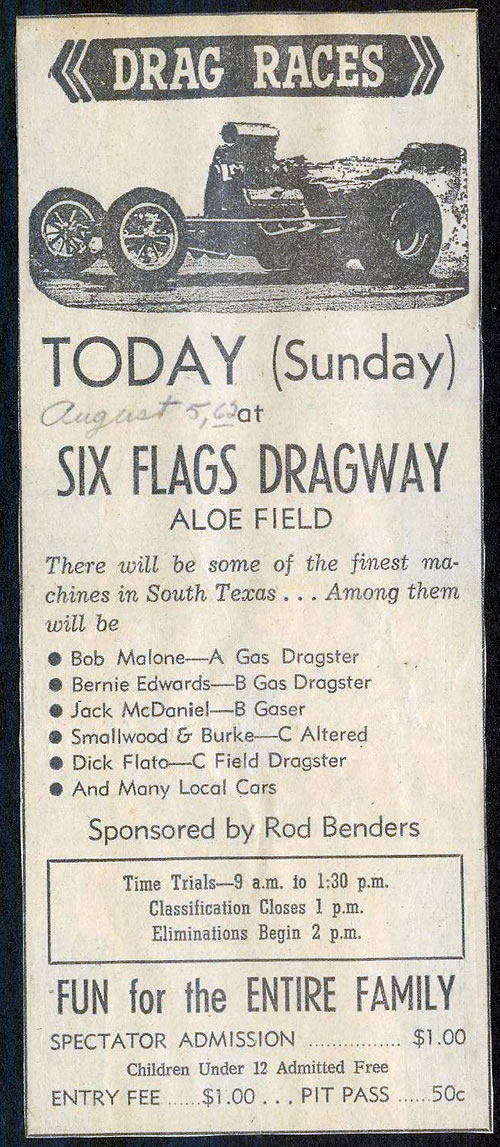 DRAG RACES
TODAY (Sunday)
August 5, 62 at
SIX FLAGS DRAGWAY
ALOE FIELD
There will be some of the finest ma-
chines in South Texas . . . Among them
will be
● Bob Malone—A Gas Dragster
● Bernie Edwards—B Gas Dragster
● Jack McDaniel—B Gaser
● Smallwood & Burke—C Altered
● Dick Flato—C Field Dragster
● And Many Local Cars
Sponsored by Rod Benders
Time Trials—9 a.m. to 1:30 p.m.
Classification Closes 1 p.m.
Eliminations Begin 2 p.m.
FUN for the ENTIRE FAMILY
SPECTATOR ADMISSION ................ $1.00
Children Under 12 Admitted Free
ENTRY FEE ......$1.00 . . . PIT PASS ......50c